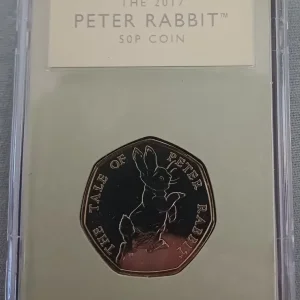 THE 2017
PETER RABBIT™
50P COIN
THE TALE OF PETER RABBIT